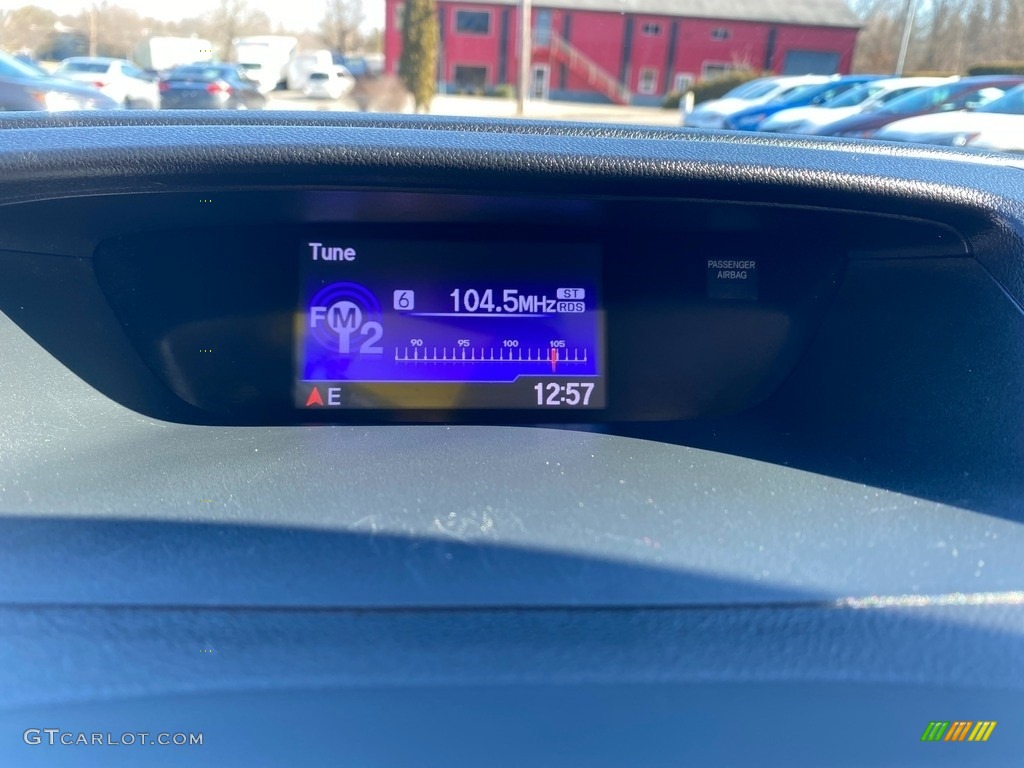 Tune
PASSENGER
AIRBAG
6 104.5MHz ST
RDS
FM2
90 95 100 105
E 12:57
GTCARLOT.COM